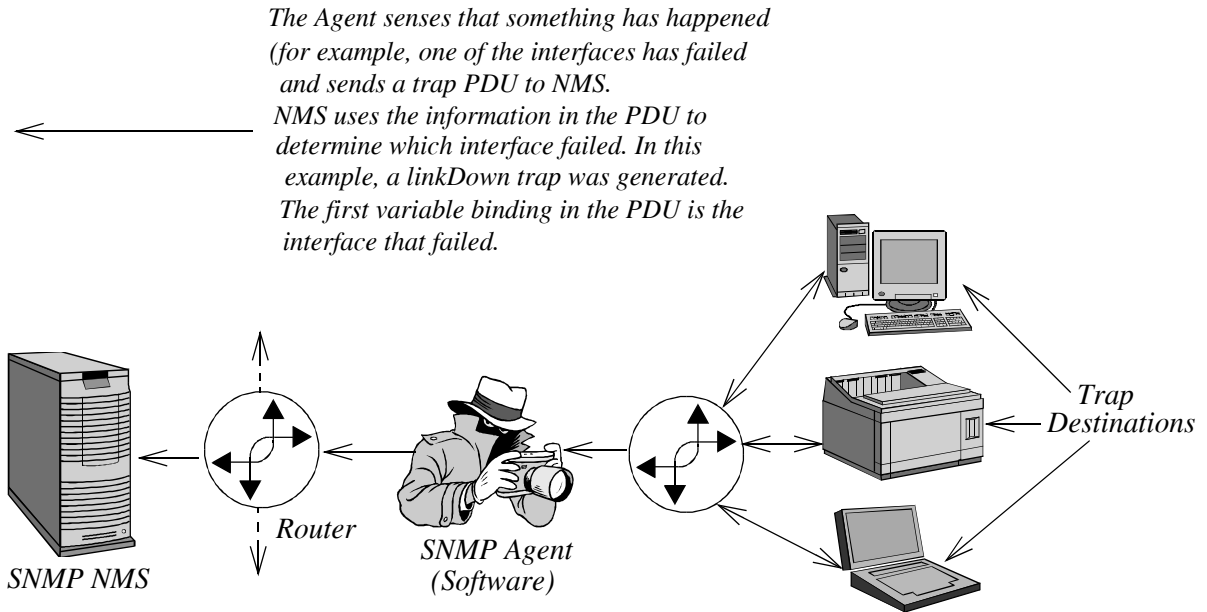 The Agent senses that something has happened
(for example, one of the interfaces has failed
and sends a trap PDU to NMS.
NMS uses the information in the PDU to
determine which interface failed. In this
example, a linkDown trap was generated.
The first variable binding in the PDU is the
interface that failed.
Trap
Destinations
Router
SNMP Agent
(Software)
SNMP NMS